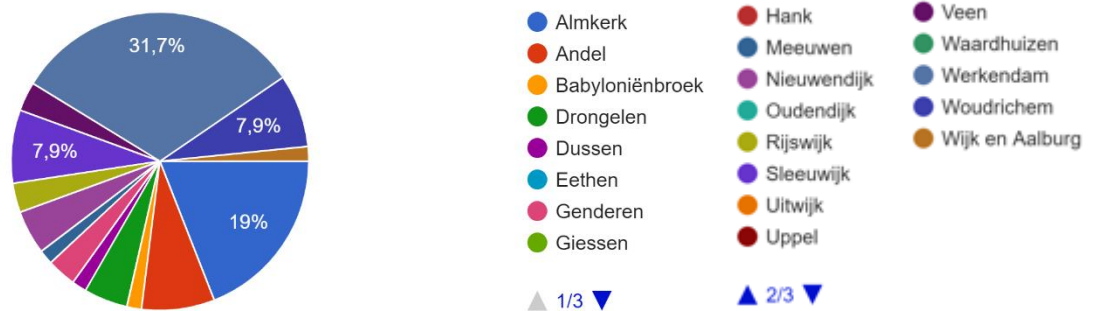 31,7%
7,9%
7,9%
19%
Almkerk
Andel
Babyloniënbroek
Drongelen
Dussen
Eethen
Genderen
Giessen
1/3
Hank
Meeuwen
Nieuwendijk
Oudendijk
Rijswijk
Sleeuwijk
Uitwijk
Uppel
2/3
Veen
Waardhuizen
Werkendam
Woudrichem
Wijk en Aalburg